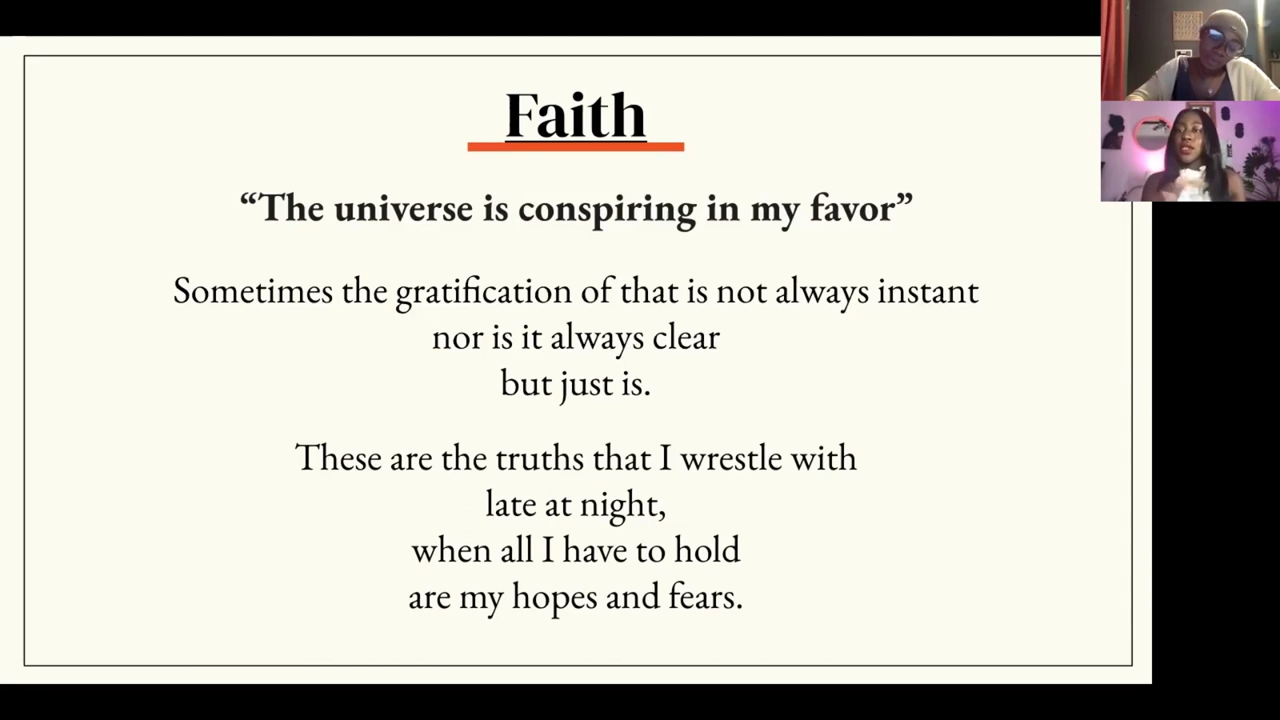 Faith
“The universe is conspiring in my favor”
Sometimes the gratification of that is not always instant
nor is it always clear
but just is.
These are the truths that I wrestle with
late at night,
when all I have to hold
are my hopes and fears.